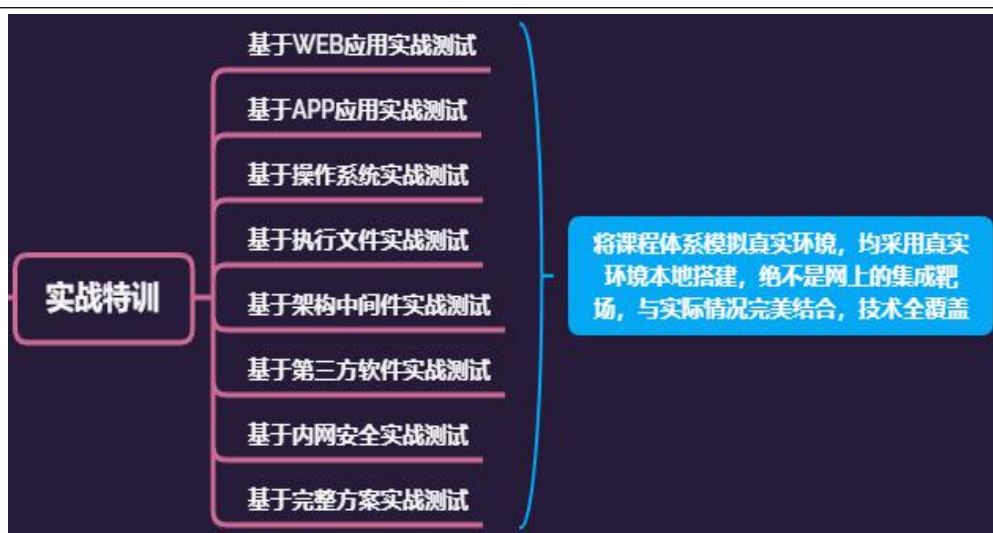 基于WEB应用实战测试
基于APP应用实战测试
基于操作系统实战测试
基于执行文件实战测试
实战特训
基于架构中间件实战测试
基于第三方软件实战测试
基于内网安全实战测试
基于完整方案实战测试
将课程体系模拟真实环境，均采用真实
环境本地搭建，绝不是网上的集成靶
场，与实际情况完美结合，技术全覆盖